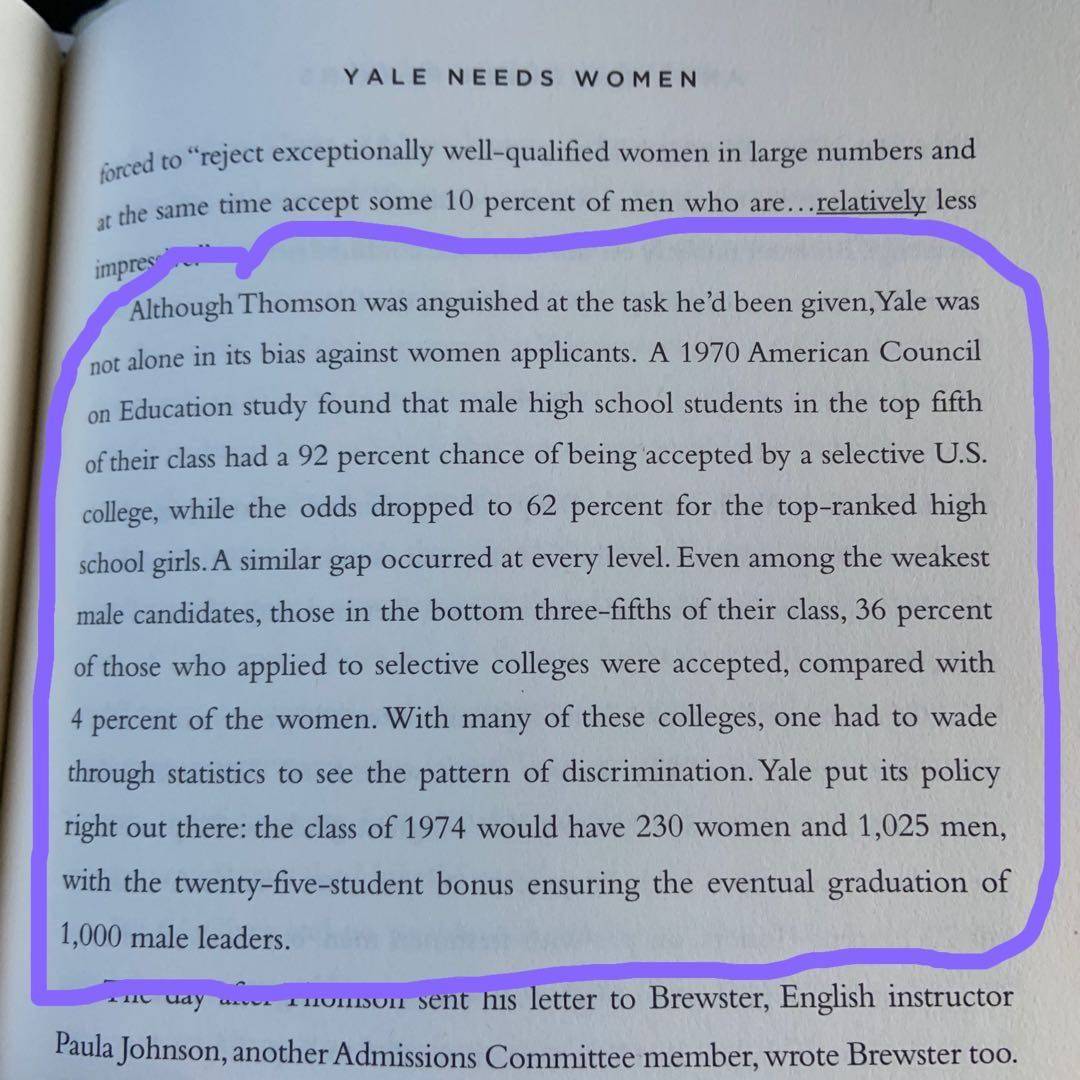 YALE NEEDS WOMEN
forced to “reject exceptionally well-qualified women in large numbers and
at the same time accept some 10 percent of men who are…relatively less

Although Thomson was anguished at the task he’d been given, Yale was
not alone in its bias against women applicants. A 1970 American Council
on Education study found that male high school students in the top fifth
of their class had a 92 percent chance of being accepted by a selective U.S.
college, while the odds dropped to 62 percent for the top-ranked high
school girls. A similar gap occurred at every level. Even among the weakest
male candidates, those in the bottom three-fifths of their class, 36 percent
of those who applied to selective colleges were accepted, compared with
4 percent of the women. With many of these colleges, one had to wade
through statistics to see the pattern of discrimination. Yale put its policy
right out there: the class of 1974 would have 230 women and 1,025 men,
with the twenty-five-student bonus ensuring the eventual graduation of
1,000 male leaders.
The day after Thomson sent his letter to Brewster, English instructor
Paula Johnson, another Admissions Committee member, wrote Brewster too.